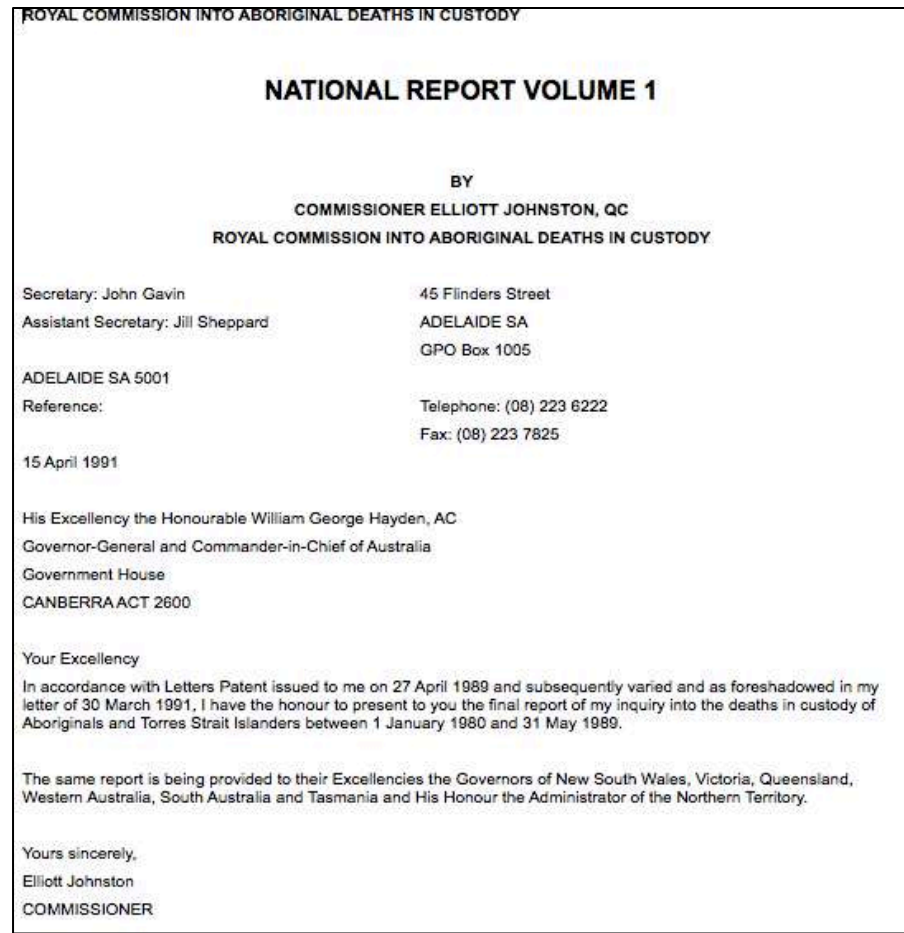 ROYAL COMMISSION INTO ABORIGINAL DEATHS IN CUSTODY
NATIONAL REPORT VOLUME 1
BY
COMMISSIONER ELLIOTT JOHNSTON, QC
ROYAL COMMISSION INTO ABORIGINAL DEATHS IN CUSTODY
Secretary: John Gavin 45 Flinders Street
Assistant Secretary: Jill Sheppard ADELAIDE SA
GPO Box 1005
ADELAIDE SA 5001
Reference: Telephone: (08) 223 6222
Fax: (08) 223 7825
15 April 1991
His Excellency the Honourable William George Hayden, AC
Governor-General and Commander-in-Chief of Australia
Government House
CANBERRA ACT 2600
Your Excellency
In accordance with Letters Patent issued to me on 27 April 1989 and subsequently varied and as foreshadowed in my
letter of 30 March 1991, I have the honour to present to you the final report of my inquiry into the deaths in custody of
Aboriginals and Torres Strait Islanders between 1 January 1980 and 31 May 1989.
The same report is being provided to their Excellencies the Governors of New South Wales, Victoria, Queensland,
Western Australia, South Australia and Tasmania and His Honour the Administrator of the Northern Territory.
Yours sincerely,
Elliott Johnston
COMMISSIONER